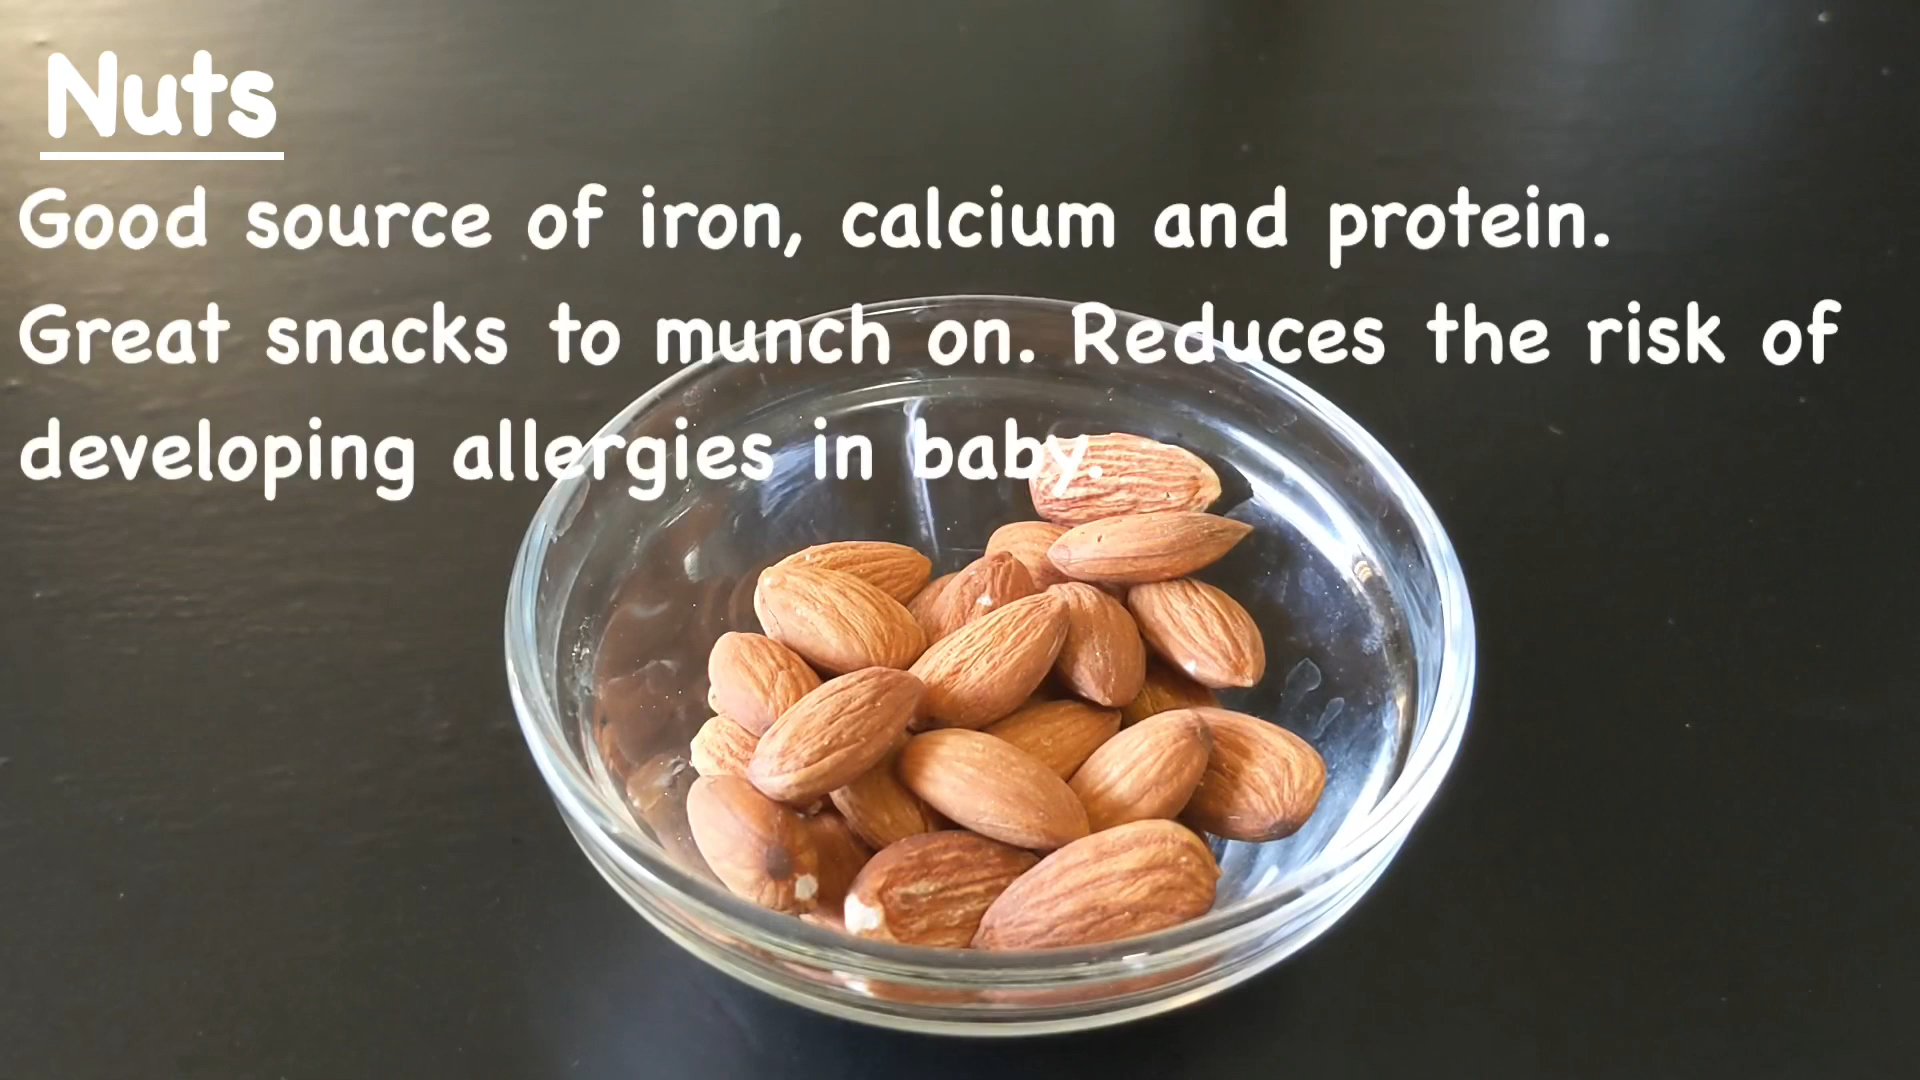 Nuts
Good source of iron, calcium and protein.
Great snacks to munch on. Reduces the risk of
developing allergies in baby.